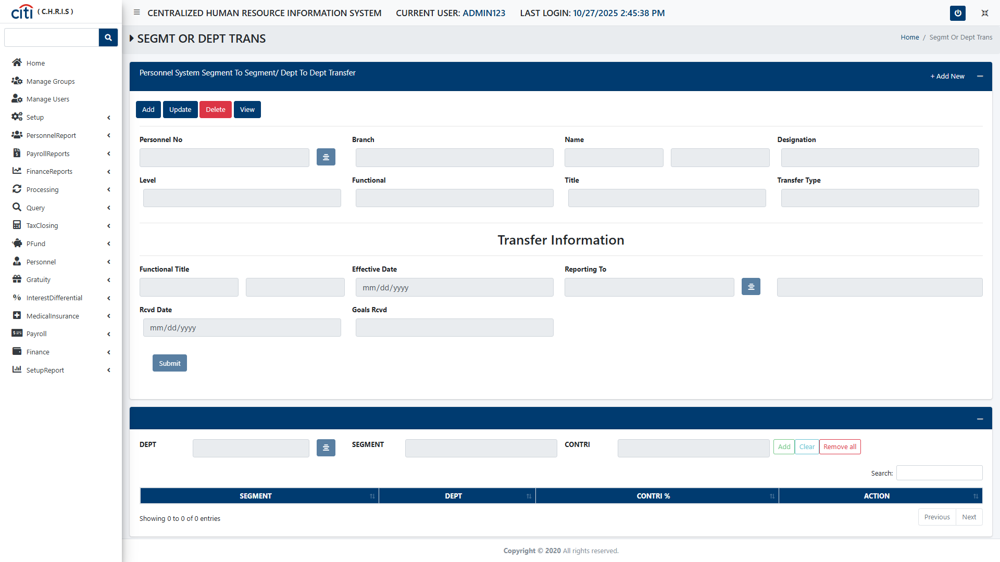 citi ( C.H.R.I.S )
CENTRALIZED HUMAN RESOURCE INFORMATION SYSTEM CURRENT USER: ADMIN123 LAST LOGIN: 10/27/2025 2:45:38 PM
SEGMT OR DEPT TRANS
Home / Segmt Or Dept Trans
Home
Manage Groups
Manage Users
Setup
PersonnelReport
PayrollReports
FinanceReports
Processing
Query
TaxClosing
PFund
Personnel
Gratuity
InterestDifferential
MedicalInsurance
Payroll
Finance
SetupReport
Personnel System Segment To Segment/ Dept To Dept Transfer
+ Add New
Add Update Delete View
Personnel No Branch Name Designation
Level Functional Title Transfer Type
Transfer Information
Functional Title Effective Date Reporting To
mm/dd/yyyy
Rcvd Date Goals Rcvd
mm/dd/yyyy
Submit
DEPT SEGMENT CONTRI Add Clear Remove all
Search:
SEGMENT DEPT CONTRI % ACTION
Showing 0 to 0 of 0 entries
Previous Next
Copyright © 2020 All rights reserved.